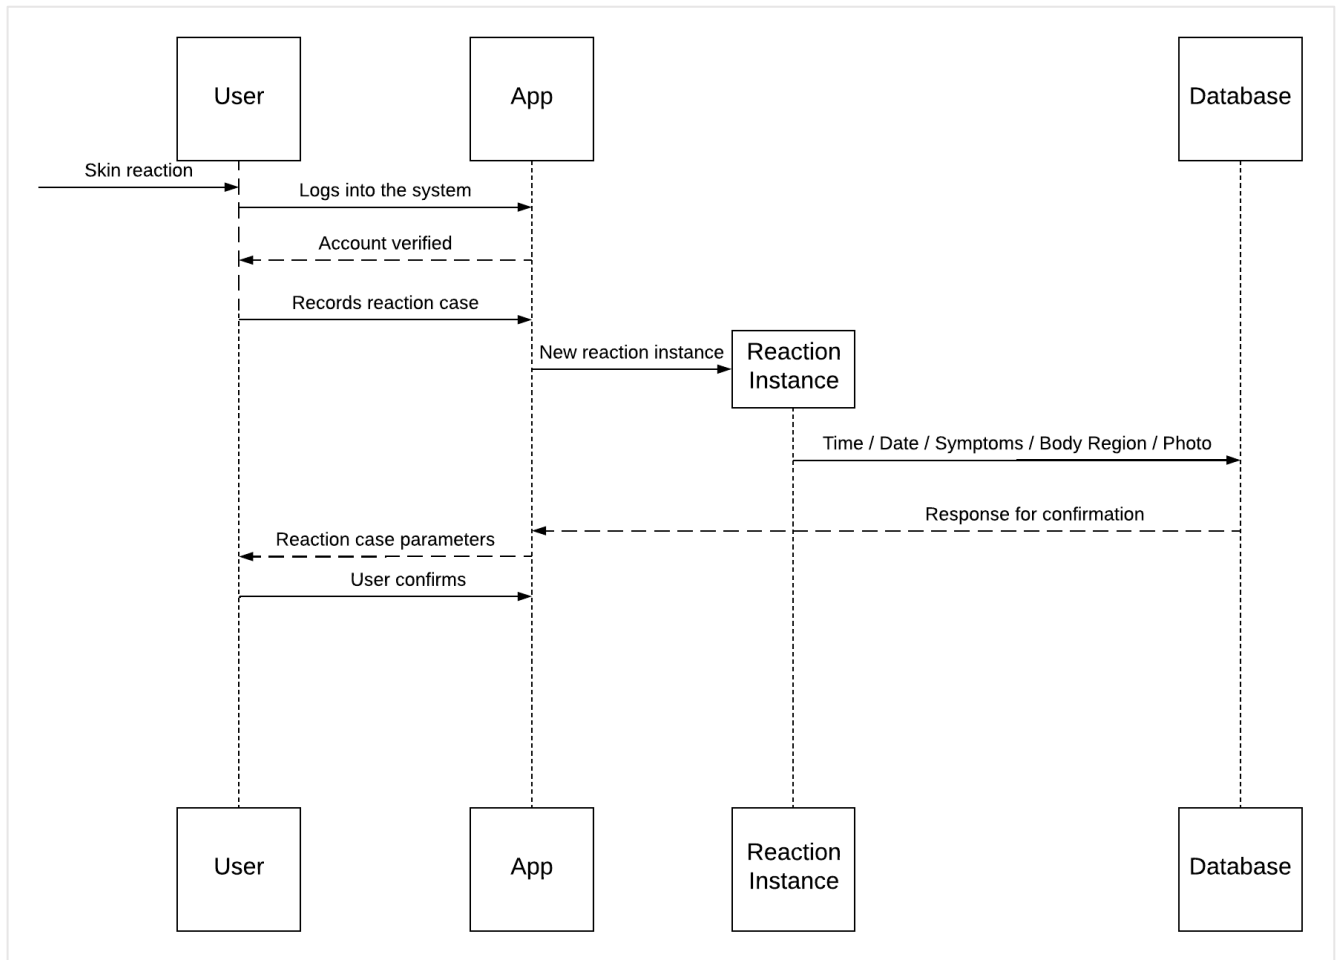 User
App
Database
Skin reaction
Logs into the system
Account verified
Records reaction case
New reaction instance
Reaction
Instance
Time / Date / Symptoms / Body Region / Photo
Response for confirmation
Reaction case parameters
User confirms
User
App
Reaction
Instance
Database